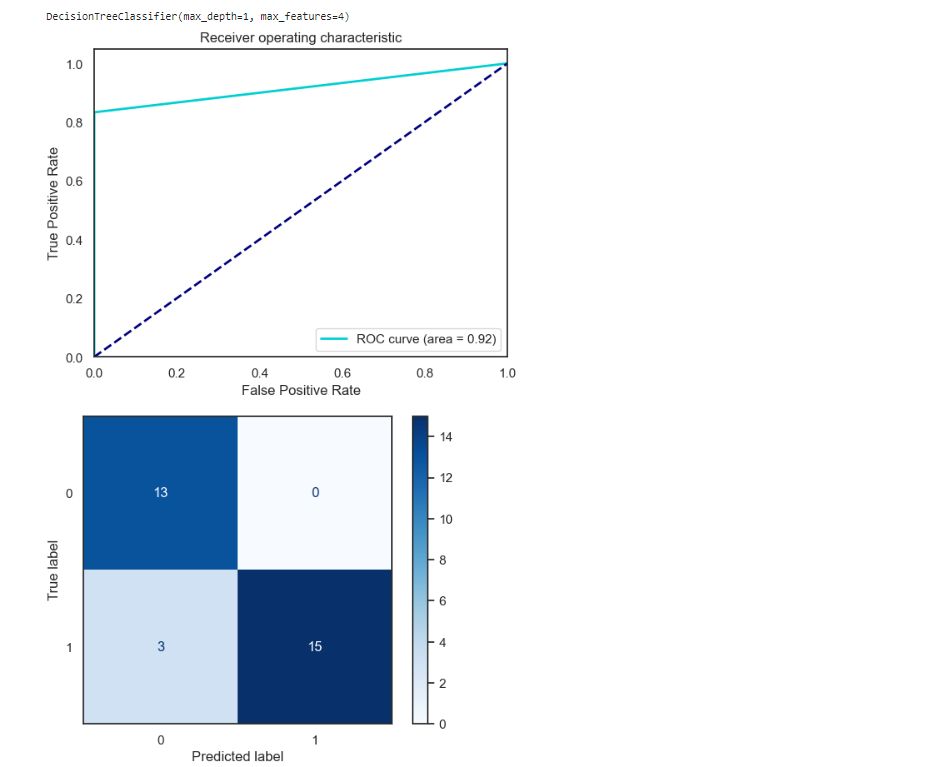 DecisionTreeClassifier(max_depth=1, max_features=4)
Receiver operating characteristic
1.0
0.8
0.6
0.4
0.2
0.0
True Positive Rate
ROC curve (area = 0.92)
0.0 0.2 0.4 0.6 0.8 1.0
False Positive Rate
14
12
10
8
6
4
2
0
True label
0
13 0
1
3 15
0 1
Predicted label